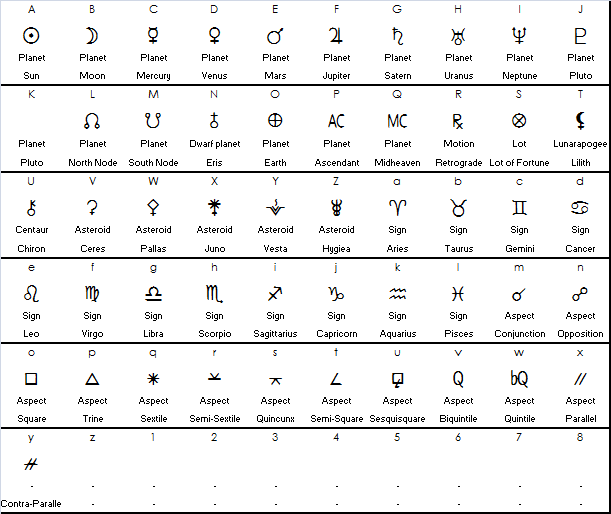 A B C D E F G H I J
☉ ☽ ☿ ♀ ♂ ♃ ♄ ♅ ♆ ♇
Planet Planet Planet Planet Planet Planet Planet Planet Planet Planet
Sun Moon Mercury Venus Mars Jupiter Satern Uranus Neptune Pluto
K L M N O P Q R S T
☊ ☋ ♁ ⊕ AC MC ℞ ⊗ ⚸
Planet Planet Planet Dwarf planet Planet Planet Planet Motion Lot Lunarapogee
Pluto North Node South Node Eris Earth Ascendant Midheaven Retrograde Lot of Fortune Lilith
U V W X Y Z a b c d
⚷ ⚳ ⚴ ⚵ ⚶ ♅ ♈ ♉ ♊ ♋
Centaur Asteroid Asteroid Asteroid Asteroid Asteroid Sign Sign Sign Sign
Chiron Ceres Pallas Juno Vesta Hygiea Aries Taurus Gemini Cancer
e f g h i j k l m n
♌ ♍ ♎ ♏ ♐ ♑ ♒ ♓ ☌ ☍
Sign Sign Sign Sign Sign Sign Sign Sign Aspect Aspect
Leo Virgo Libra Scorpio Sagittarius Capricorn Aquarius Pisces Conjunction Opposition
o p q r s t u v w x
□ △ ⚹ ⚺ ⚻ ∠ ⚼ Q bQ //
Aspect Aspect Aspect Aspect Aspect Aspect Aspect Aspect Aspect Aspect
Square Trine Sextile Semi-Sextile Quincunx Semi-Square Sesquisquare Biquintile Quintile Parallel
y z 1 2 3 4 5 6 7 8
⧣
- - - - - - - - - -
Contra-Paralle - - - - - - - - -